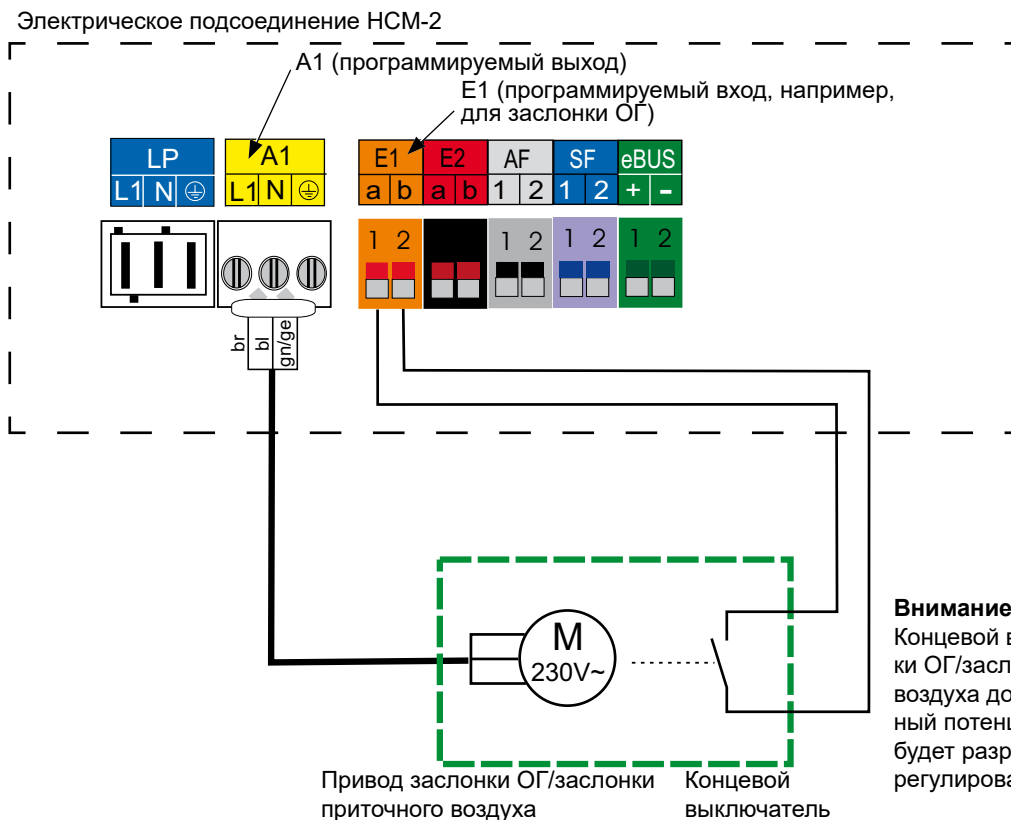 Электрическое подсоединение HCM-2
A1 (программируемый выход)
E1 (программируемый вход, например,
для заслонки ОГ)
LP A1 E1 E2 AF SF eBUS
L1 N L1 N a b a b 1 2 1 2 + -
1 2 1 2 1 2 1 2
br
bl
gn/ge
M
230V~
Внимание
Концевой в
ки ОГ/засл
воздуха до
ный потенц
будет разр
регулирова
Привод заслонки ОГ/заслонки
приточного воздуха
Концевой
выключатель